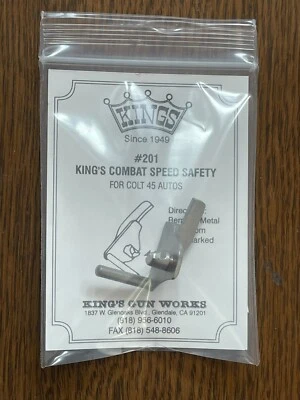 KINGS
Since 1949
#201
KING'S COMBAT SPEED SAFETY
FOR COLT 45 AUTOS
Metal
KING'S GUN WORKS
1837 W. Glenoaks Blvd., Glendale, CA 91201
(818) 956-6010
FAX (818) 548-8606